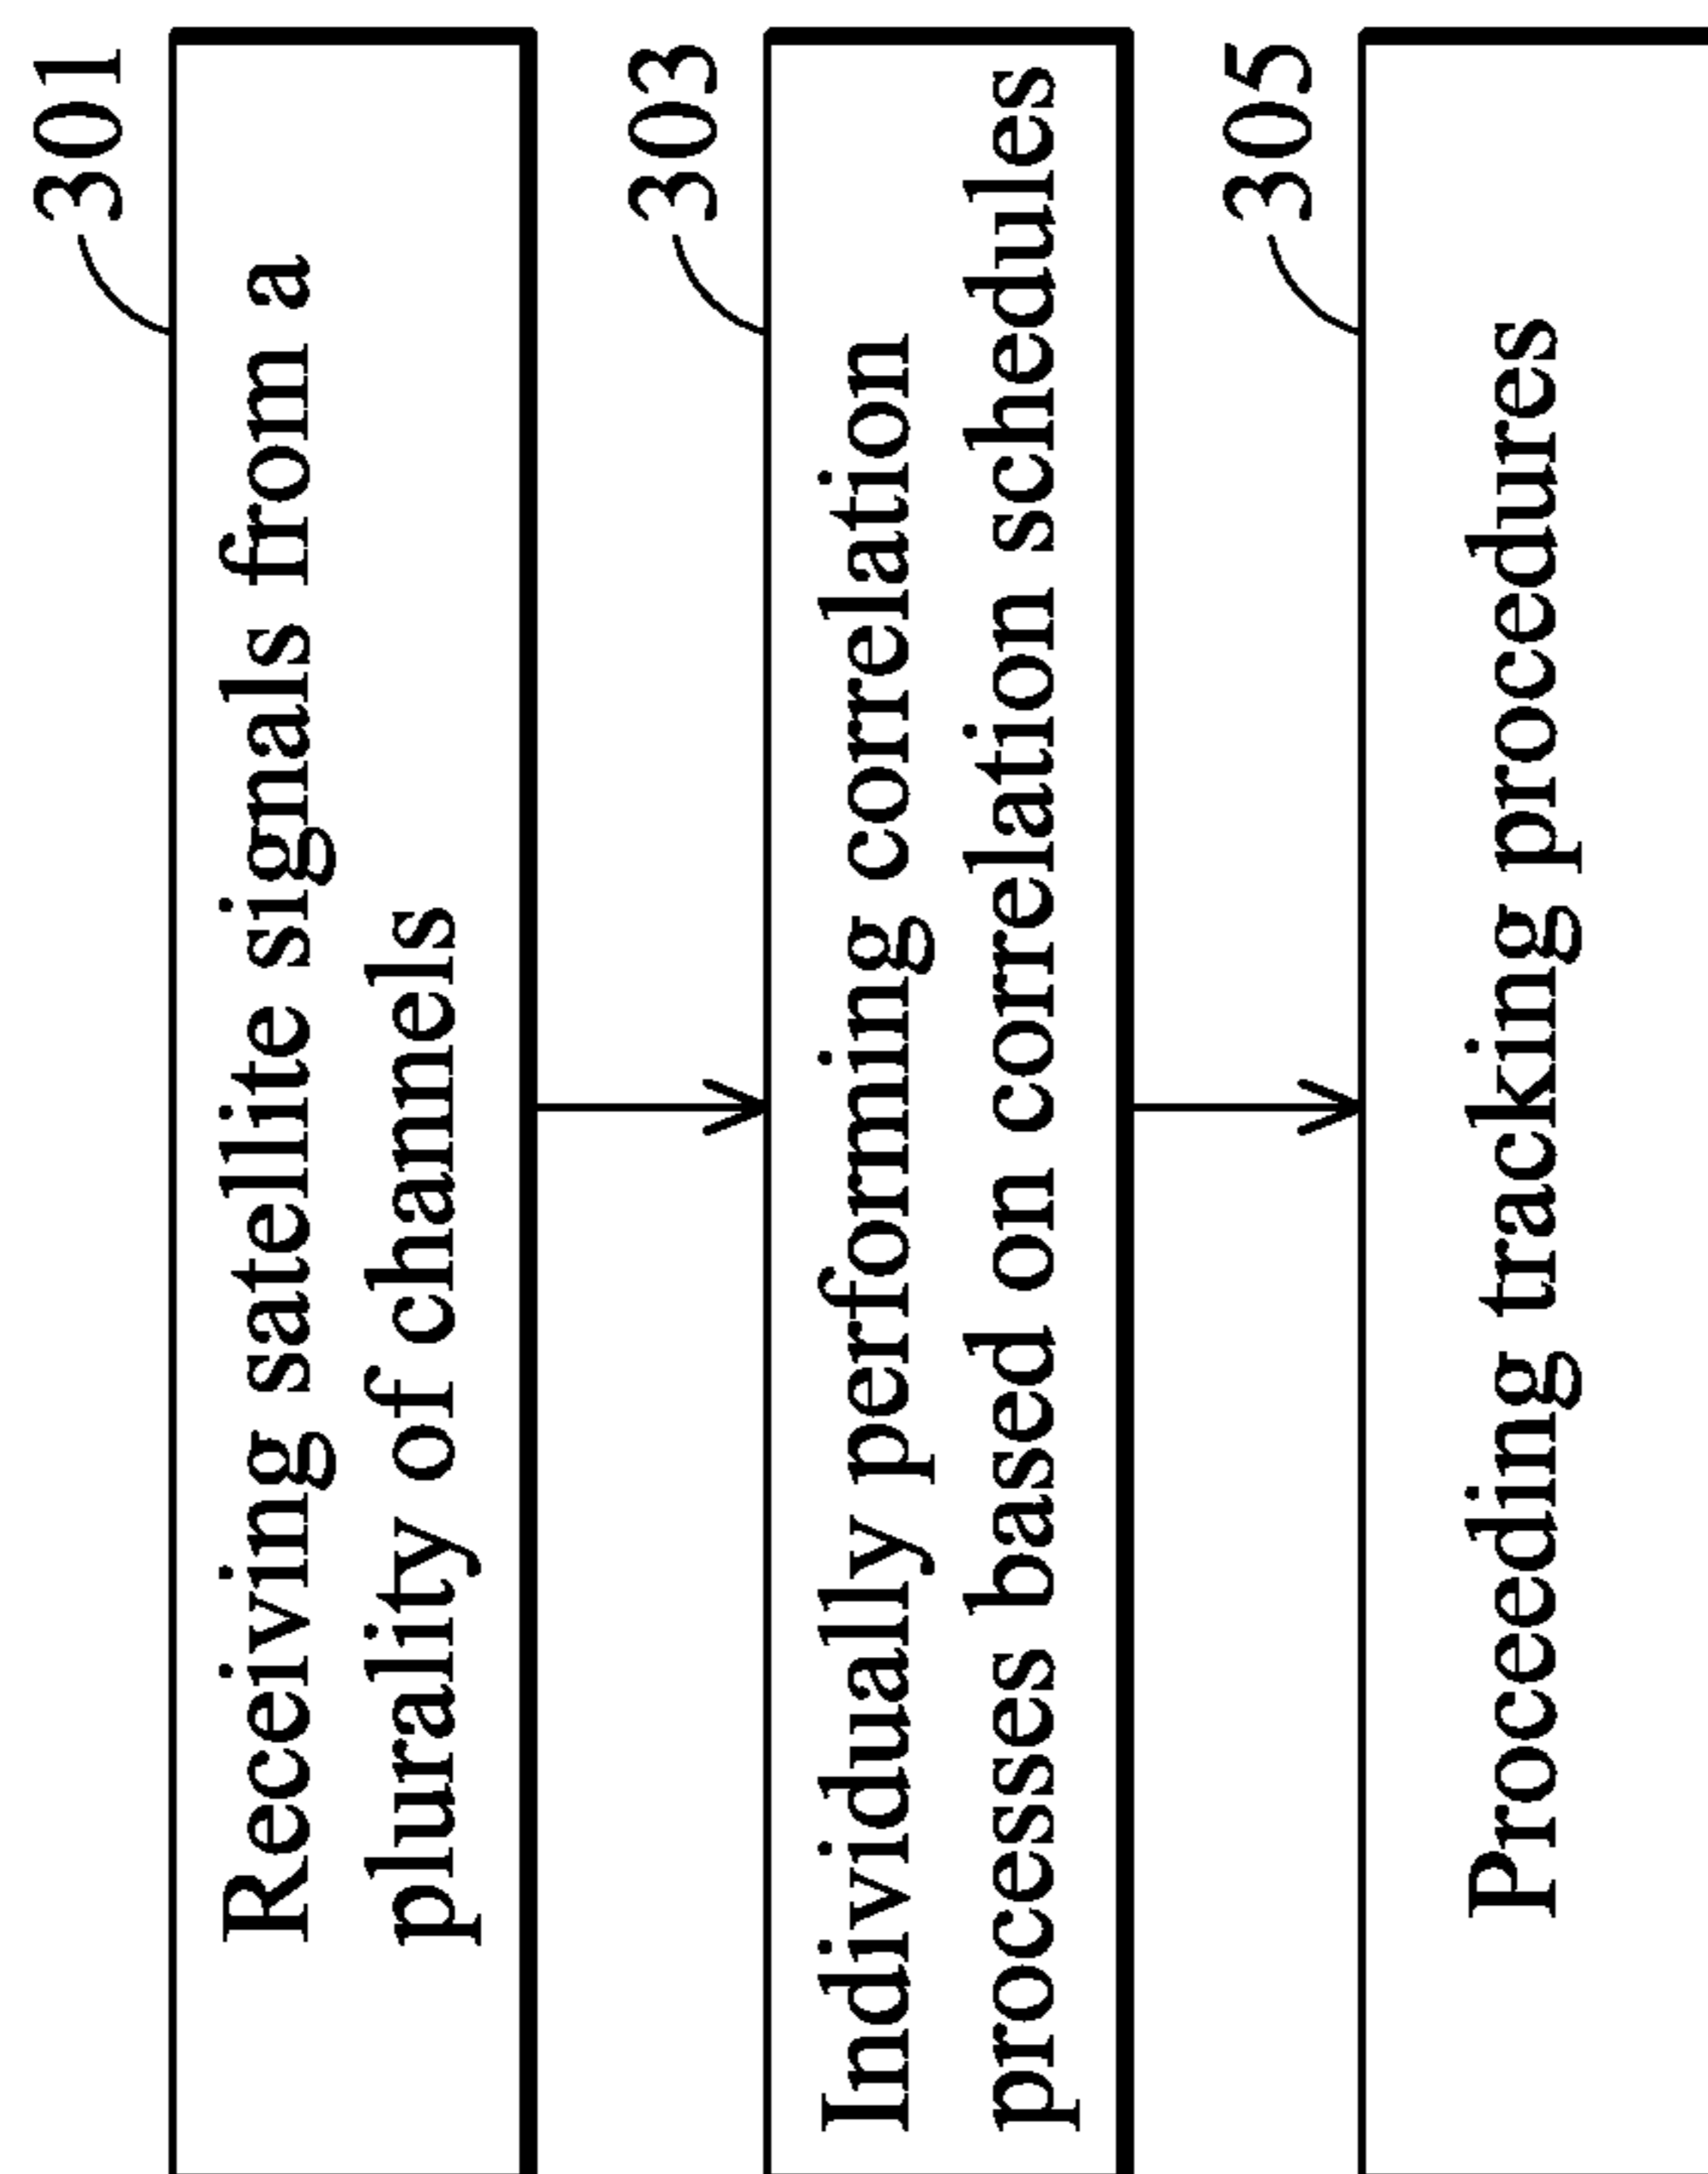 301
Receiving satellite signals from a
plurality of channels
303
Individually performing correlation
processes based on correlation schedules
305
Proceeding tracking procedures